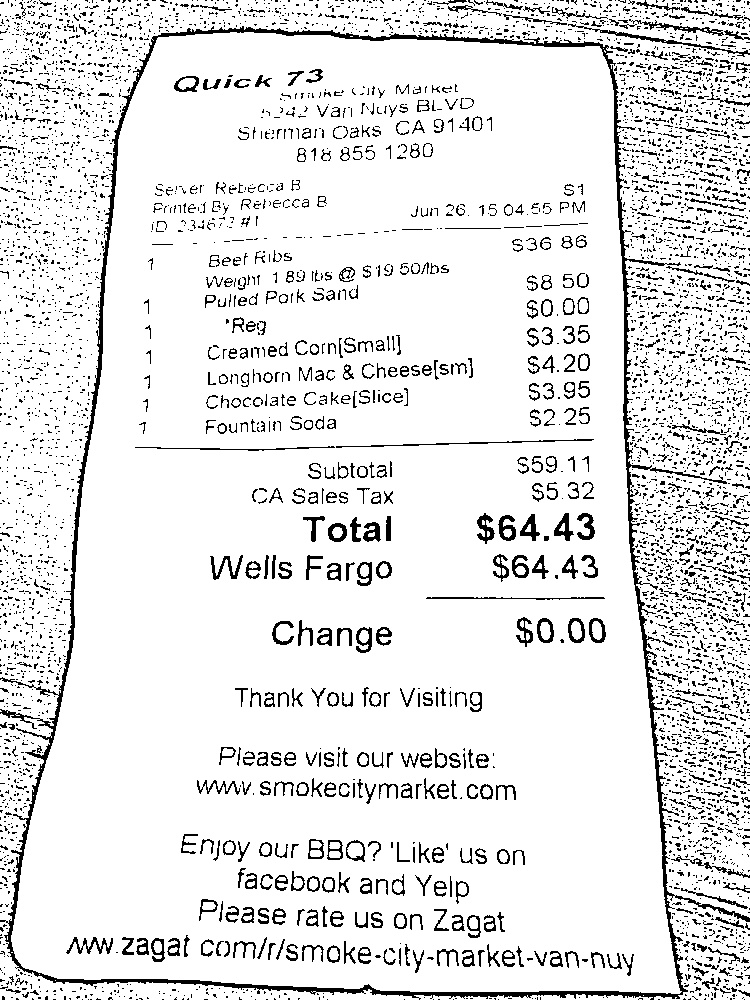 Quick 73
Smoke City Market
5242 Van Nuys BLVD
Sherman Oaks CA 91401
818 855 1280
Server Rebecca B
S1
Printed By Rebecca B
Jun 26, 15 04:55 PM
ID 234673 #1
1 Beef Ribs $36.86
Weight 1.89 lbs @ $19.50/lbs
1 Pulled Pork Sand $8.50
1 *Reg $0.00
1 Creamed Corn[Small] $3.35
1 Longhorn Mac & Cheese[sm] $4.20
1 Chocolate Cake[Slice] $3.95
1 Fountain Soda $2.25
Subtotal $59.11
CA Sales Tax $5.32
Total $64.43
Wells Fargo $64.43
Change $0.00
Thank You for Visiting
Please visit our website:
www.smokecitymarket.com
Enjoy our BBQ? 'Like' us on
facebook and Yelp
Please rate us on Zagat
ww.zagat.com/r/smoke-city-market-van-nuy